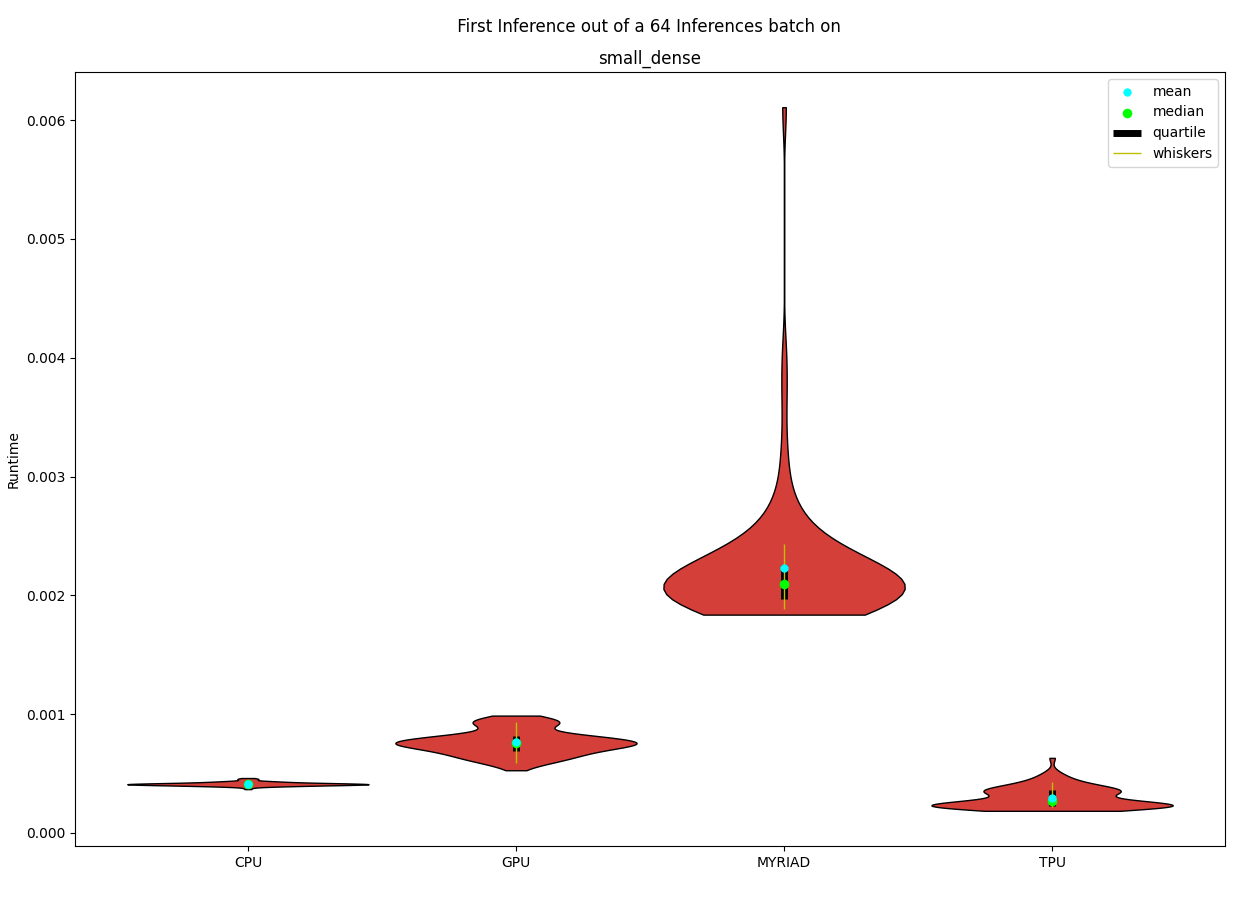 First Inference out of a 64 Inferences batch on
small_dense
mean
median
quartile
whiskers
0.006
0.005
0.004
0.003
0.002
0.001
0.000
Runtime
CPU
GPU
MYRIAD
TPU